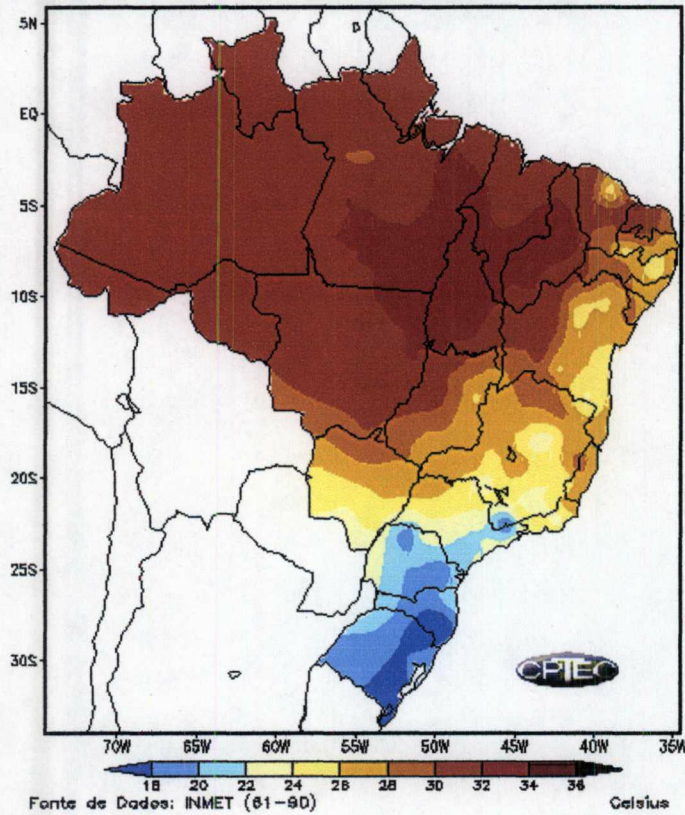 5N
EQ
5S
10S
15S
20S
25S
30S
CPTEC
70W 65W 60W 55W 50W 45W 40W 35W
18 20 22 24 26 28 30 32 34 36
Fonte de Dados: INMET (61-90) Celsius